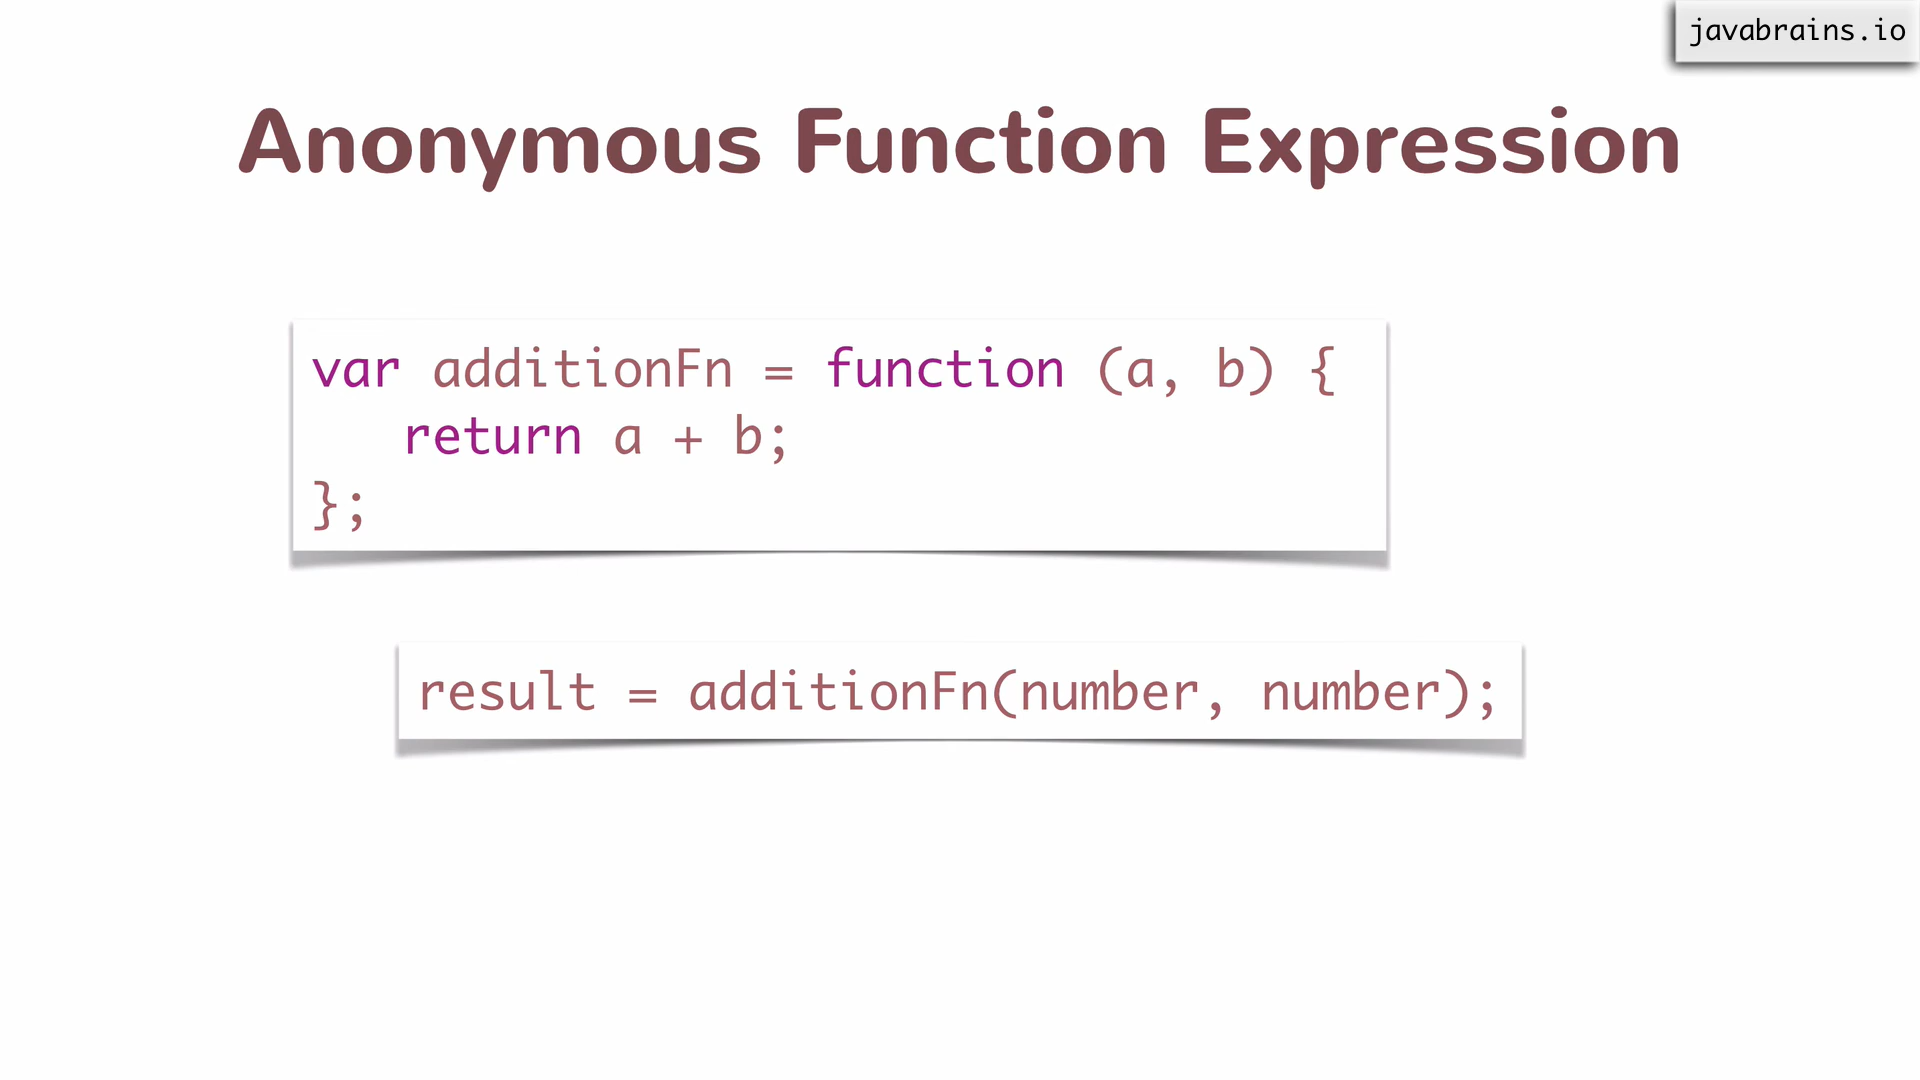 javabrains.io
Anonymous Function Expression
var additionFn = function (a, b) {
return a + b;
};
result = additionFn(number, number);